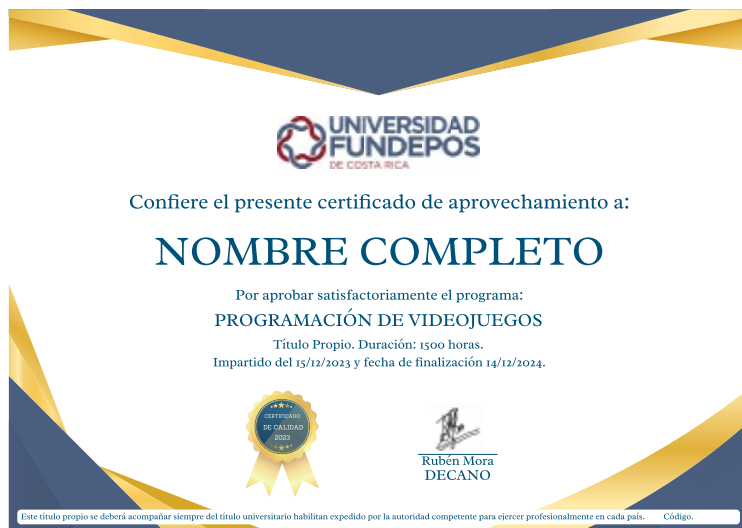 UNIVERSIDAD
FUNDEPOS
DE COSTA RICA
Confiere el presente certificado de aprovechamiento a:
NOMBRE COMPLETO
Por aprobar satisfactoriamente el programa:
PROGRAMACIÓN DE VIDEOJUEGOS
Título Propio. Duración: 1500 horas.
Impartido del 15/12/2023 y fecha de finalización 14/12/2024.
CERTIFICADO
DE CALIDAD
2023
Rubén Mora
DECANO
Este título propio se deberá acompañar siempre del título universitario habilitan expedido por la autoridad competente para ejercer profesionalmente en cada país. Código.